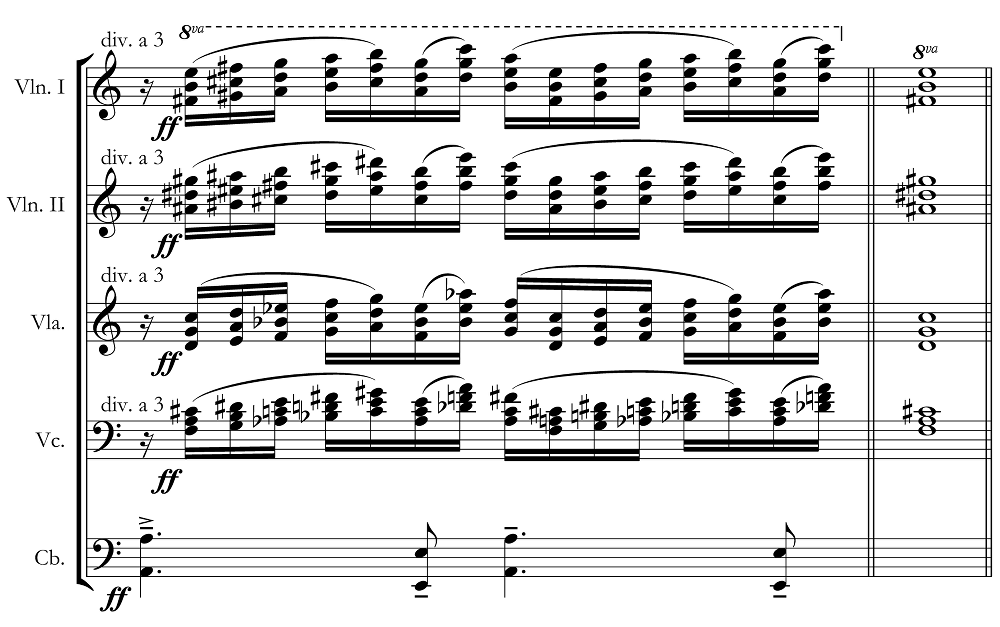 8va
div. a 3
8va
Vln. I
ff
div. a 3
Vln. II
ff
div. a 3
Vla.
ff
div. a 3
Vc.
ff
Cb.
ff